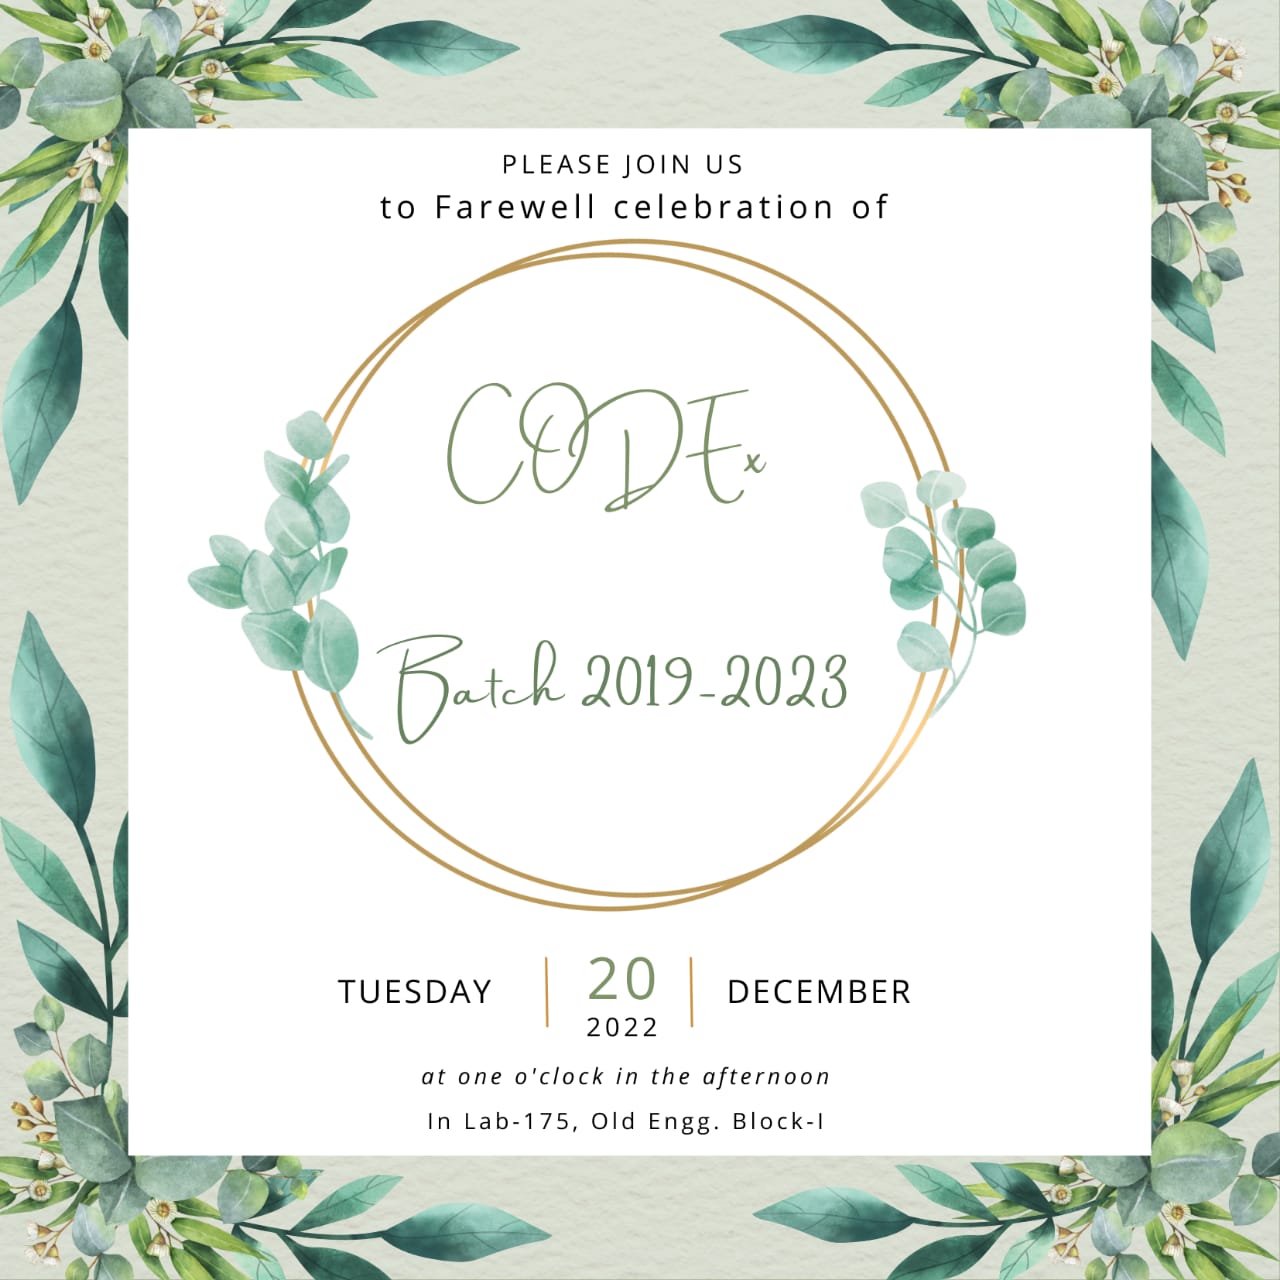 PLEASE JOIN US
to Farewell celebration of
CODEx
Batch 2019-2023
TUESDAY
20
2022
DECEMBER
at one o'clock in the afternoon
In Lab-175, Old Engg. Block-I